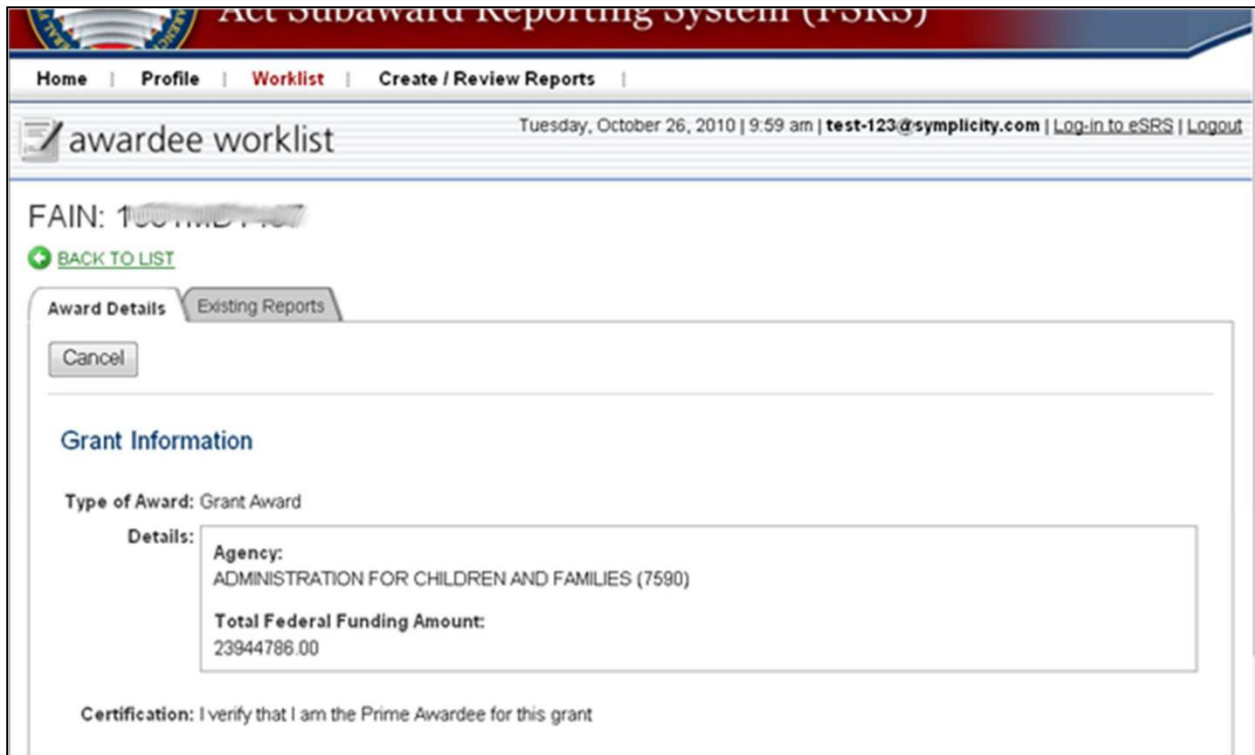 Act Subaward Reporting System (FSRS)
Home | Profile | Worklist | Create / Review Reports |
awardee worklist
Tuesday, October 26, 2010 | 9:59 am | test-123@symplicity.com | Log-in to eSRS | Logout
FAIN:
BACK TO LIST
Award Details Existing Reports
Cancel
Grant Information
Type of Award: Grant Award
Details:
Agency:
ADMINISTRATION FOR CHILDREN AND FAMILIES (7590)
Total Federal Funding Amount:
23944786.00
Certification: I verify that I am the Prime Awardee for this grant